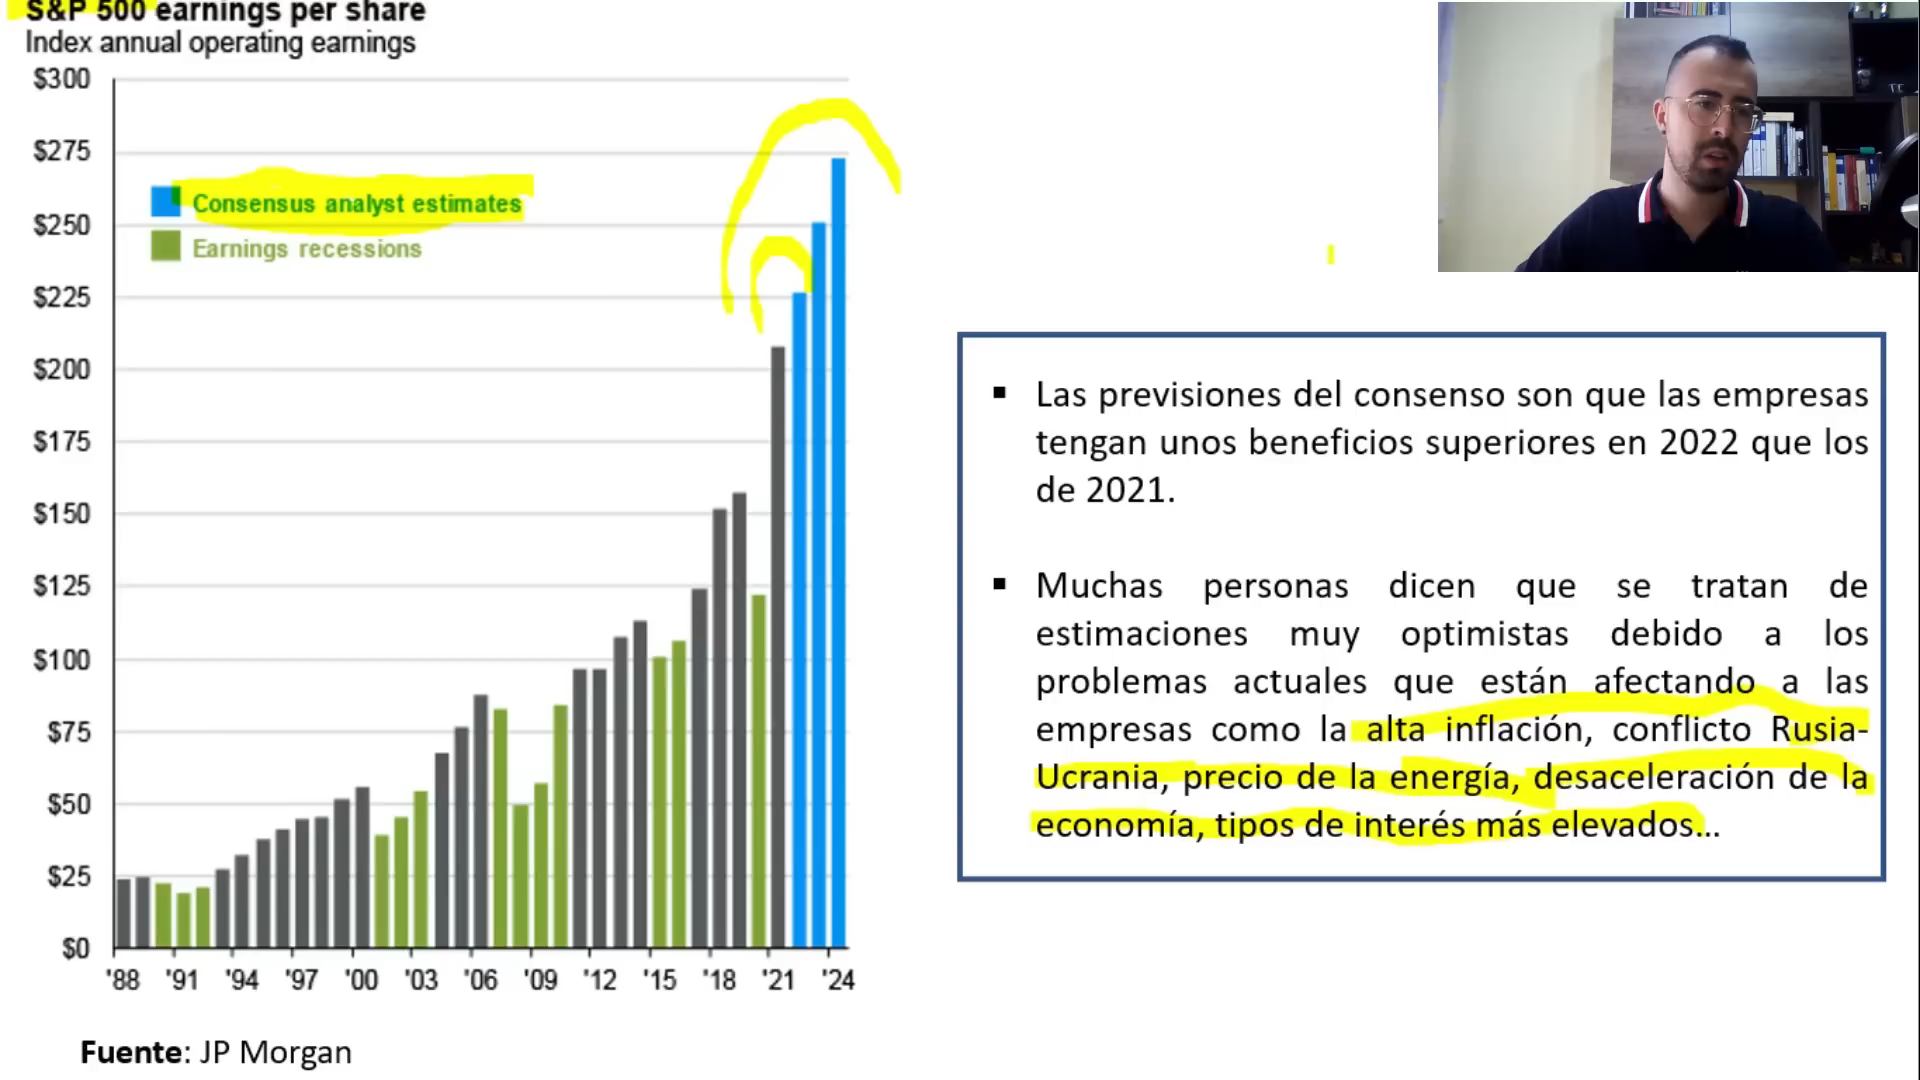 S&P 500 earnings per share
Index annual operating earnings
$300
$275
$250
$225
$200
$175
$150
$125
$100
$75
$50
$25
$0
Consensus analyst estimates
Earnings recessions
'88 '91 '94 '97 '00 '03 '06 '09 '12 '15 '18 '21 '24
Fuente: JP Morgan
▪ Las previsiones del consenso son que las empresas
tengan unos beneficios superiores en 2022 que los
de 2021.
▪ Muchas personas dicen que se tratan de
estimaciones muy optimistas debido a los
problemas actuales que están afectando a las
empresas como la alta inflación, conflicto Rusia-
Ucrania, precio de la energía, desaceleración de la
economía, tipos de interés más elevados…